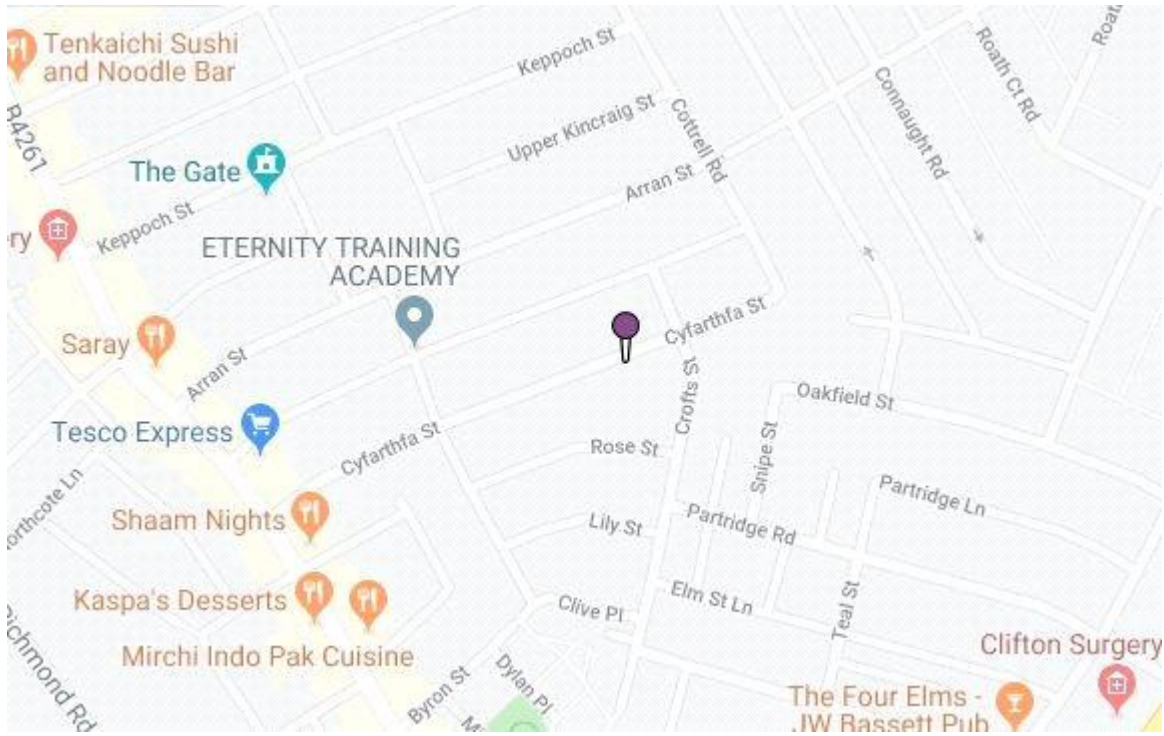 Tenkaichi Sushi
and Noodle Bar
Keppoch St
Roath Ct Rd
B4261
Connaught Rd
Upper Kincraig St
Cottrell Rd
The Gate
Arran St
Keppoch St
ETERNITY TRAINING
ACADEMY
Cyfarthfa St
Saray
Arran St
Crofts St
Oakfield St
Tesco Express
Cyfarthfa St
Rose St
Snipe St
Partridge Ln
Shaam Nights
Lily St
Partridge Rd
Kaspa's Desserts
Clive Pl
Elm St Ln
Teal St
Mirchi Indo Pak Cuisine
Clifton Surgery
Byron St
Dylan Pl
The Four Elms -
JW Bassett Pub